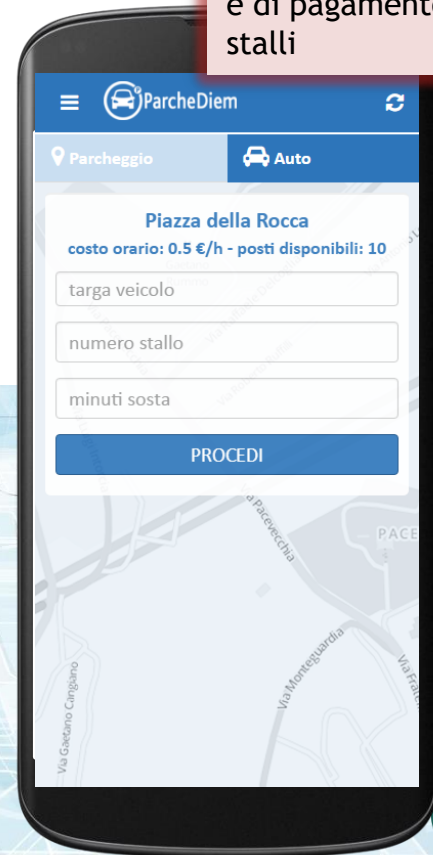 e di pagamento
stalli
ParcheDiem
Parcheggio
Auto
Piazza della Rocca
costo orario: 0.5 €/h - posti disponibili: 10
targa veicolo
numero stallo
minuti sosta
PROCEDI
Via Pacevecchia
PACE
Via Monteguardia
Via Gaetano Cangiano